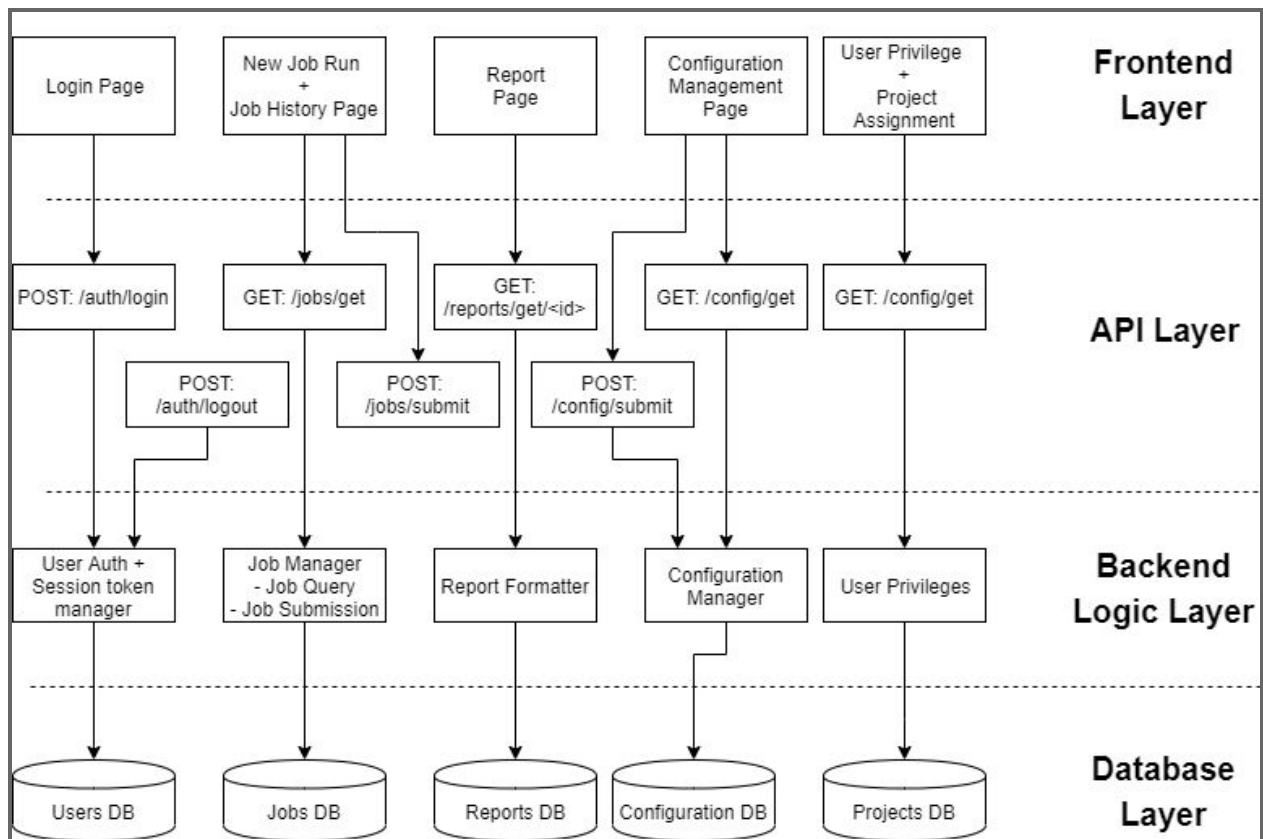 Login Page
New Job Run
+
Job History Page
Report
Page
Configuration
Management
Page
User Privilege
+
Project
Assignment
Frontend
Layer
POST: /auth/login
GET: /jobs/get
GET:
/reports/get/<id>
GET: /config/get
GET: /config/get
API Layer
POST:
/auth/logout
POST:
/jobs/submit
POST:
/config/submit
User Auth +
Session token
manager
Job Manager
- Job Query
- Job Submission
Report Formatter
Configuration
Manager
User Privileges
Backend
Logic Layer
Users DB
Jobs DB
Reports DB
Configuration DB
Projects DB
Database
Layer